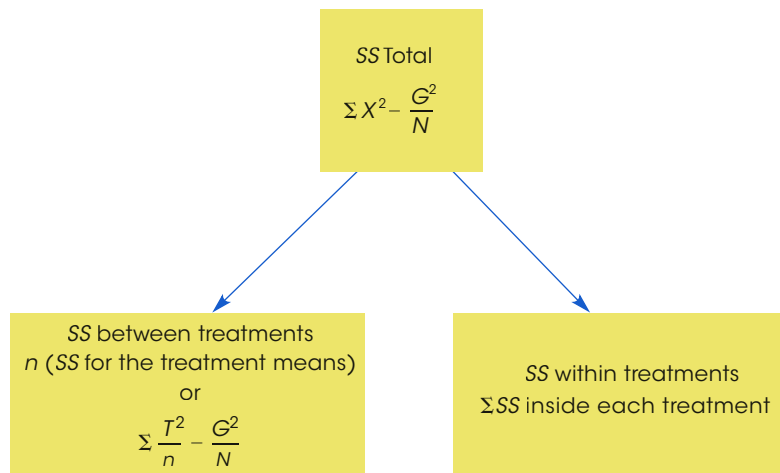 SS Total
Σ X² – G²/N
SS between treatments
n (SS for the treatment means)
or
Σ T²/n – G²/N
SS within treatments
ΣSS inside each treatment